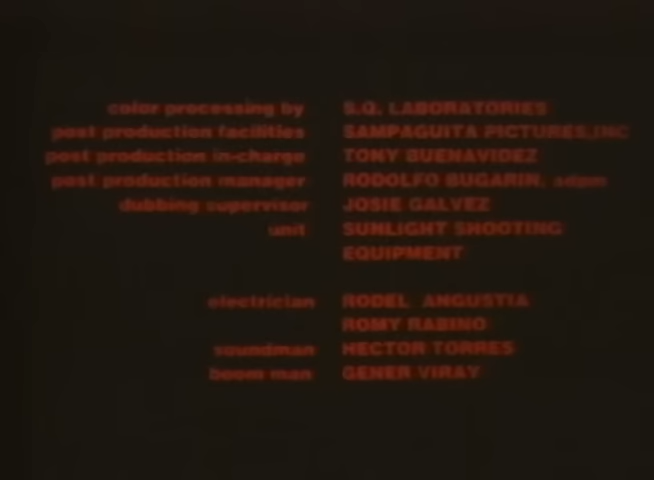 color processing by S.Q. LABORATORIES
post production facilities SAMPAGUITA PICTURES,INC
post production in-charge TONY BUENAVIDEZ
post production manager RODOLFO BUGARIN,
dubbing supervisor JOSIE GALVEZ
unit SUNLIGHT SHOOTING
EQUIPMENT
electrician RODEL ANGUSTIA
ROMY RABINO
soundman HECTOR TORRES
boom man GENER VIRAY